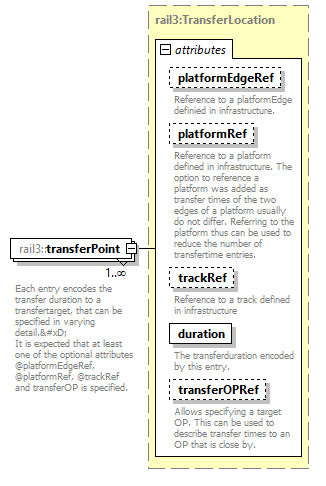 rail3:TransferLocation
attributes
platformEdgeRef
Reference to a platformEdge
definied in infrastructure.
platformRef
Reference to a platform
defined in infrastructure. The
option to reference a
platform was added as
transfer times of the two
edges of a platform usually
do not differ. Referring to the
platform thus can be used to
reduce the number of
transfertime entries.
rail3::transferPoint
1..∞
Each entry encodes the
transfer duration to a
transfertarget, that can be
specified in varying
detail.&#xD;
It is expected that at least
one of the optional attributes
@platformEdgeRef,
@platformRef, @trackRef
and transferOP is specified.
trackRef
Reference to a track defined
in infrastructure
duration
The transferduration encoded
by this entry.
transferOPRef
Allows specifying a target
OP. This can be used to
describe transfer times to an
OP that is close by.